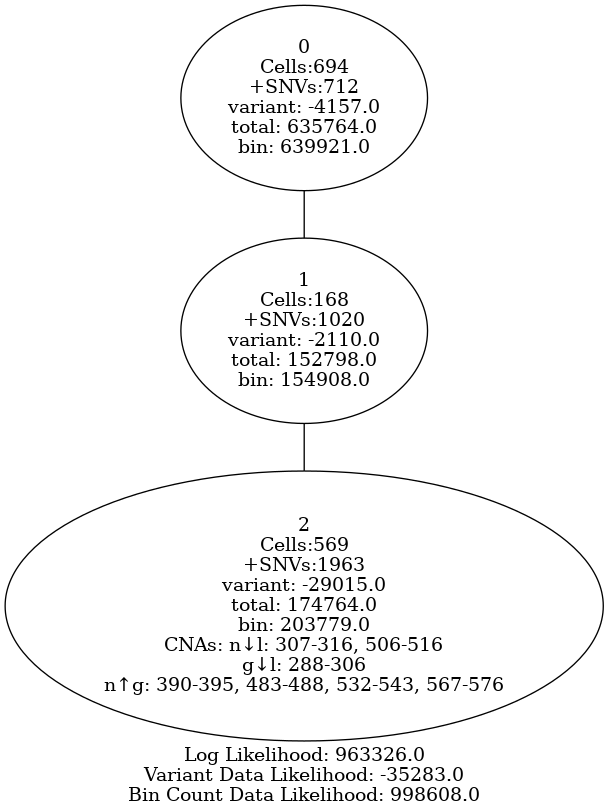 0
Cells:694
+SNVs:712
variant: -4157.0
total: 635764.0
bin: 639921.0
1
Cells:168
+SNVs:1020
variant: -2110.0
total: 152798.0
bin: 154908.0
2
Cells:569
+SNVs:1963
variant: -29015.0
total: 174764.0
bin: 203779.0
CNAs: n↓l: 307-316, 506-516
g↓l: 288-306
n↑g: 390-395, 483-488, 532-543, 567-576
Log Likelihood: 963326.0
Variant Data Likelihood: -35283.0
Bin Count Data Likelihood: 998608.0